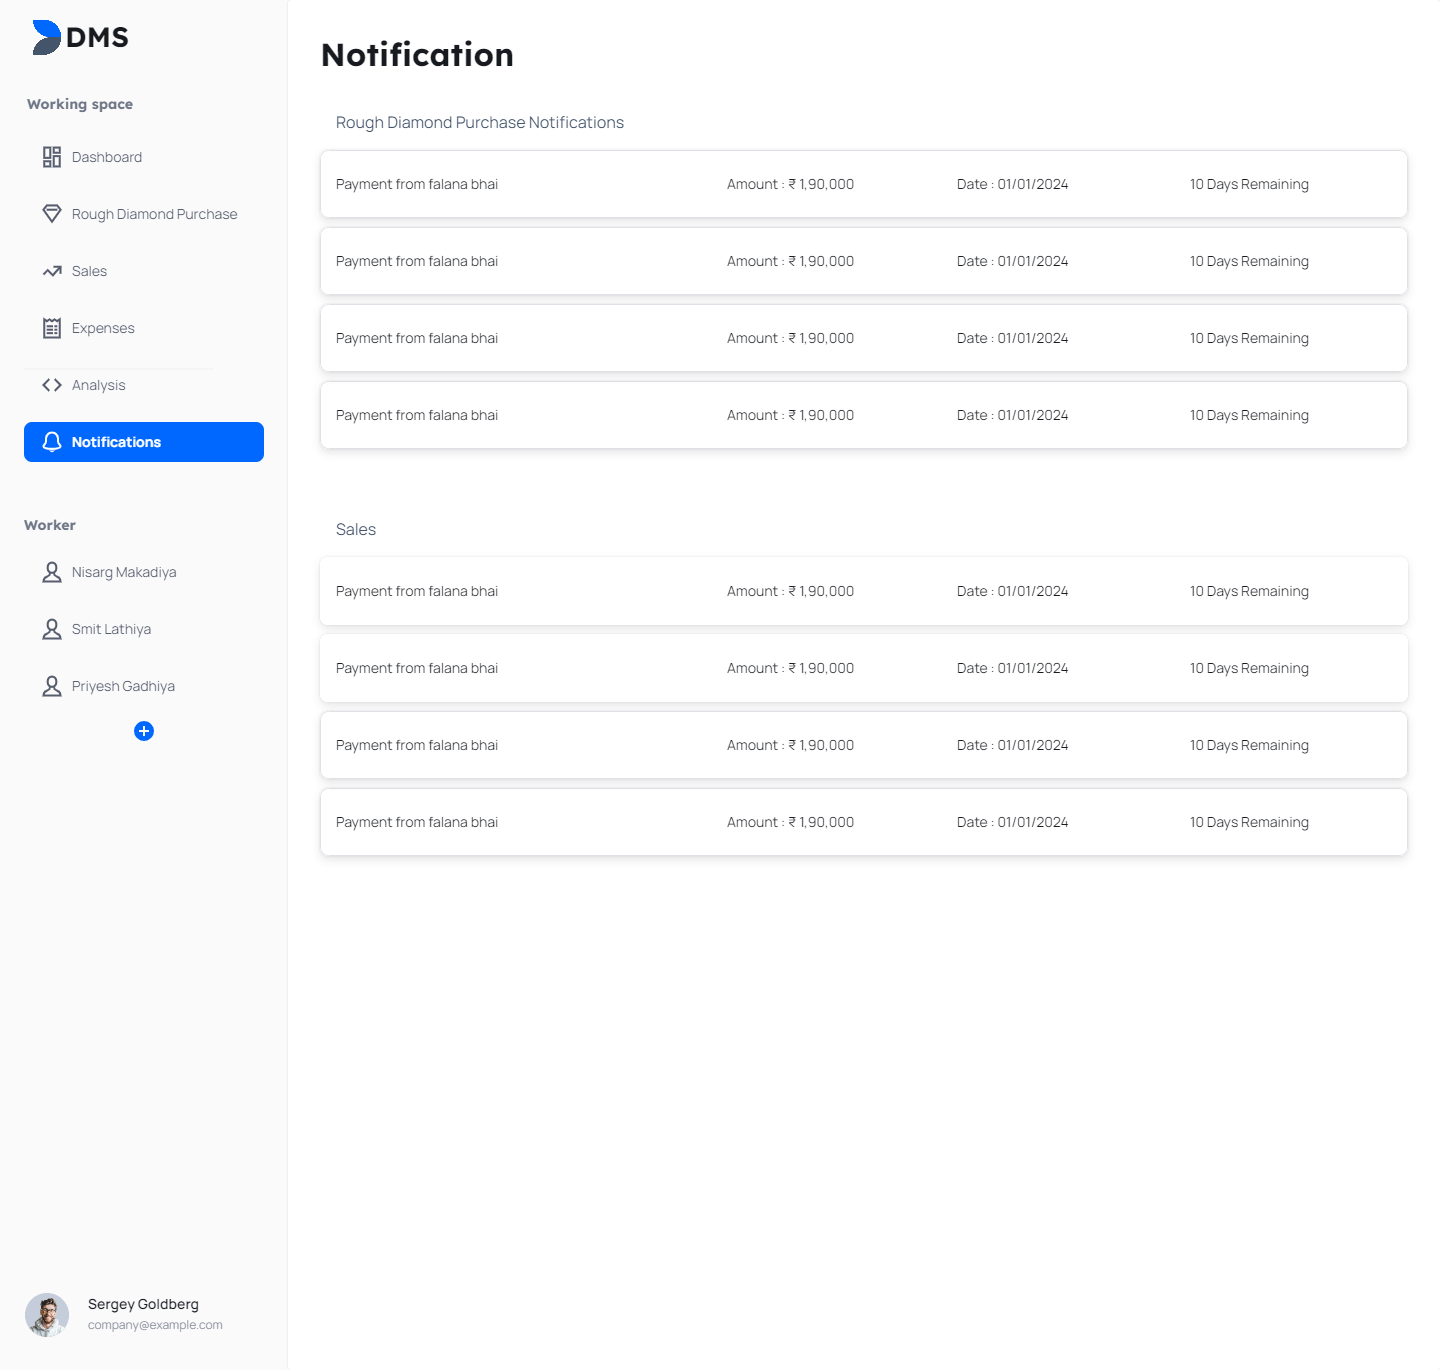 DMS
Working space
Dashboard
Rough Diamond Purchase
Sales
Expenses
Analysis
Notifications
Worker
Nisarg Makadiya
Smit Lathiya
Priyesh Gadhiya
Sergey Goldberg
company@example.com
Notification
Rough Diamond Purchase Notifications
Payment from falana bhai Amount : ₹ 1,90,000 Date : 01/01/2024 10 Days Remaining
Payment from falana bhai Amount : ₹ 1,90,000 Date : 01/01/2024 10 Days Remaining
Payment from falana bhai Amount : ₹ 1,90,000 Date : 01/01/2024 10 Days Remaining
Payment from falana bhai Amount : ₹ 1,90,000 Date : 01/01/2024 10 Days Remaining
Sales
Payment from falana bhai Amount : ₹ 1,90,000 Date : 01/01/2024 10 Days Remaining
Payment from falana bhai Amount : ₹ 1,90,000 Date : 01/01/2024 10 Days Remaining
Payment from falana bhai Amount : ₹ 1,90,000 Date : 01/01/2024 10 Days Remaining
Payment from falana bhai Amount : ₹ 1,90,000 Date : 01/01/2024 10 Days Remaining